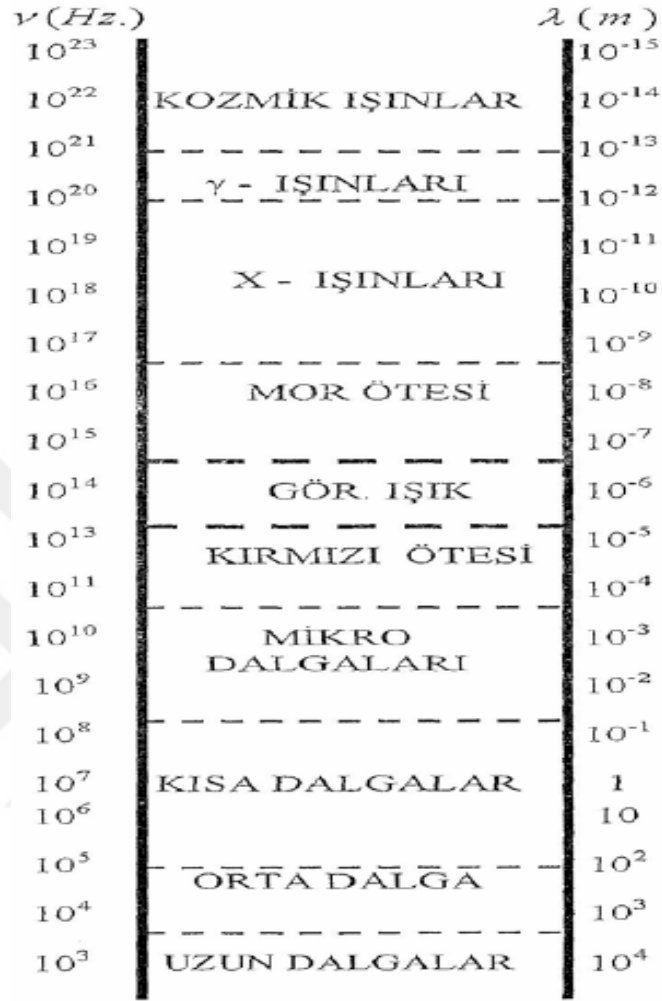 ν (Hz.) λ (m)
10²³ 10⁻¹⁵
10²² KOZMİK IŞINLAR 10⁻¹⁴
10²¹ 10⁻¹³
γ - IŞINLARI
10²⁰ 10⁻¹²
10¹⁹ 10⁻¹¹
10¹⁸ X - IŞINLARI 10⁻¹⁰
10¹⁷ 10⁻⁹
10¹⁶ MOR ÖTESİ 10⁻⁸
10¹⁵ 10⁻⁷
10¹⁴ GÖR. IŞIK 10⁻⁶
10¹³ 10⁻⁵
KIRMIZI ÖTESİ
10¹¹ 10⁻⁴
10¹⁰ MİKRO 10⁻³
DALGALARI
10⁹ 10⁻²
10⁸ 10⁻¹
10⁷ KISA DALGALAR 1
10⁶ 10
10⁵ 10²
ORTA DALGA
10⁴ 10³
10³ UZUN DALGALAR 10⁴